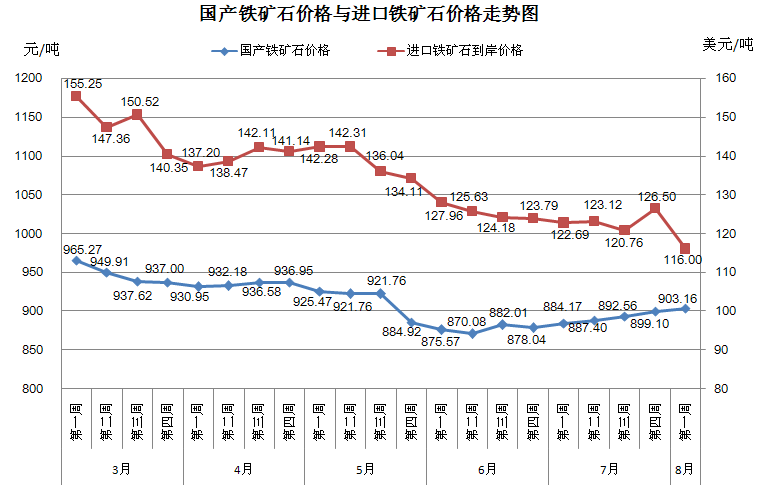 国产铁矿石价格与进口铁矿石价格走势图
元/吨
国产铁矿石价格
进口铁矿石到岸价格
美元/吨
1200
1150
1100
1050
1000
950
900
850
800
160
150
140
130
120
110
100
90
80
155.25
147.36
150.52
140.35
137.20
138.47
142.11
141.14
142.28
142.31
136.04
134.11
127.96
125.63
124.18
123.79
122.69
123.12
120.76
126.50
116.00
965.27
949.91
937.62
937.00
930.95
932.18
936.58
936.95
925.47
921.76
921.76
884.92
875.57
870.08
882.01
878.04
884.17
887.40
892.56
899.10
903.16
第一周
第二周
第三周
第四周
第一周
第二周
第三周
第四周
第一周
第二周
第三周
第四周
第一周
第二周
第三周
第四周
第一周
第二周
第三周
第四周
第一周
3月
4月
5月
6月
7月
8月